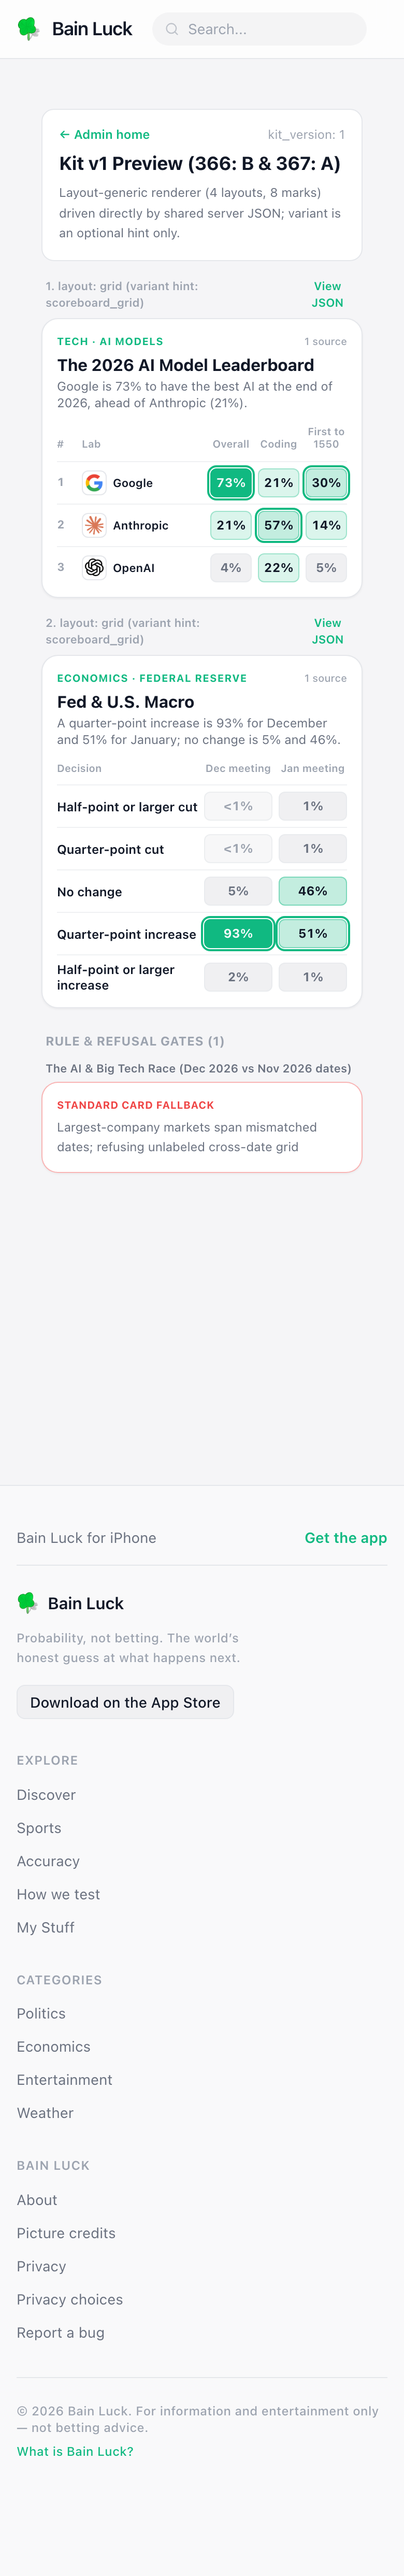 Bain Luck
Search...
← Admin home
kit_version: 1
Kit v1 Preview (366: B & 367: A)
Layout-generic renderer (4 layouts, 8 marks)
driven directly by shared server JSON; variant is
an optional hint only.
1. layout: grid (variant hint:
scoreboard_grid)
View
JSON
TECH · AI MODELS
1 source
The 2026 AI Model Leaderboard
Google is 73% to have the best AI at the end of
2026, ahead of Anthropic (21%).
# Lab Overall Coding First to
1550
1 Google 73% 21% 30%
2 Anthropic 21% 57% 14%
3 OpenAI 4% 22% 5%
2. layout: grid (variant hint:
scoreboard_grid)
View
JSON
ECONOMICS · FEDERAL RESERVE
1 source
Fed & U.S. Macro
A quarter-point increase is 93% for December
and 51% for January; no change is 5% and 46%.
Decision Dec meeting Jan meeting
Half-point or larger cut <1% 1%
Quarter-point cut <1% 1%
No change 5% 46%
Quarter-point increase 93% 51%
Half-point or larger
increase
2% 1%
RULE & REFUSAL GATES (1)
The AI & Big Tech Race (Dec 2026 vs Nov 2026 dates)
STANDARD CARD FALLBACK
Largest-company markets span mismatched
dates; refusing unlabeled cross-date grid
Bain Luck for iPhone
Get the app
Bain Luck
Probability, not betting. The world's
honest guess at what happens next.
Download on the App Store
EXPLORE
Discover
Sports
Accuracy
How we test
My Stuff
CATEGORIES
Politics
Economics
Entertainment
Weather
BAIN LUCK
About
Picture credits
Privacy
Privacy choices
Report a bug
© 2026 Bain Luck. For information and entertainment only
— not betting advice.
What is Bain Luck?